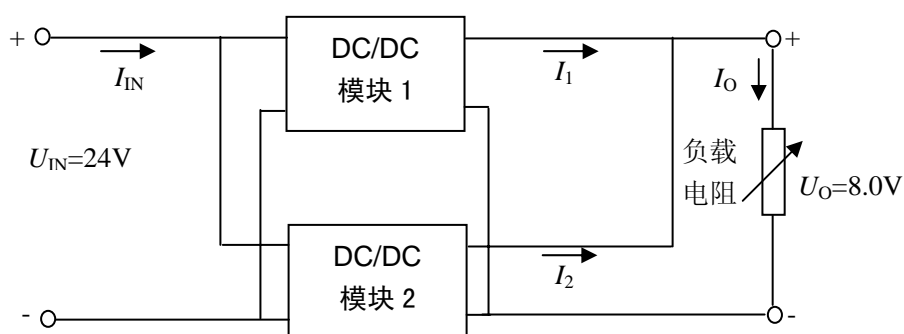 +
I_IN
DC/DC
模块 1
I_1
+
I_O
U_IN=24V
负载
电阻
U_O=8.0V
DC/DC
模块 2
I_2
-
-